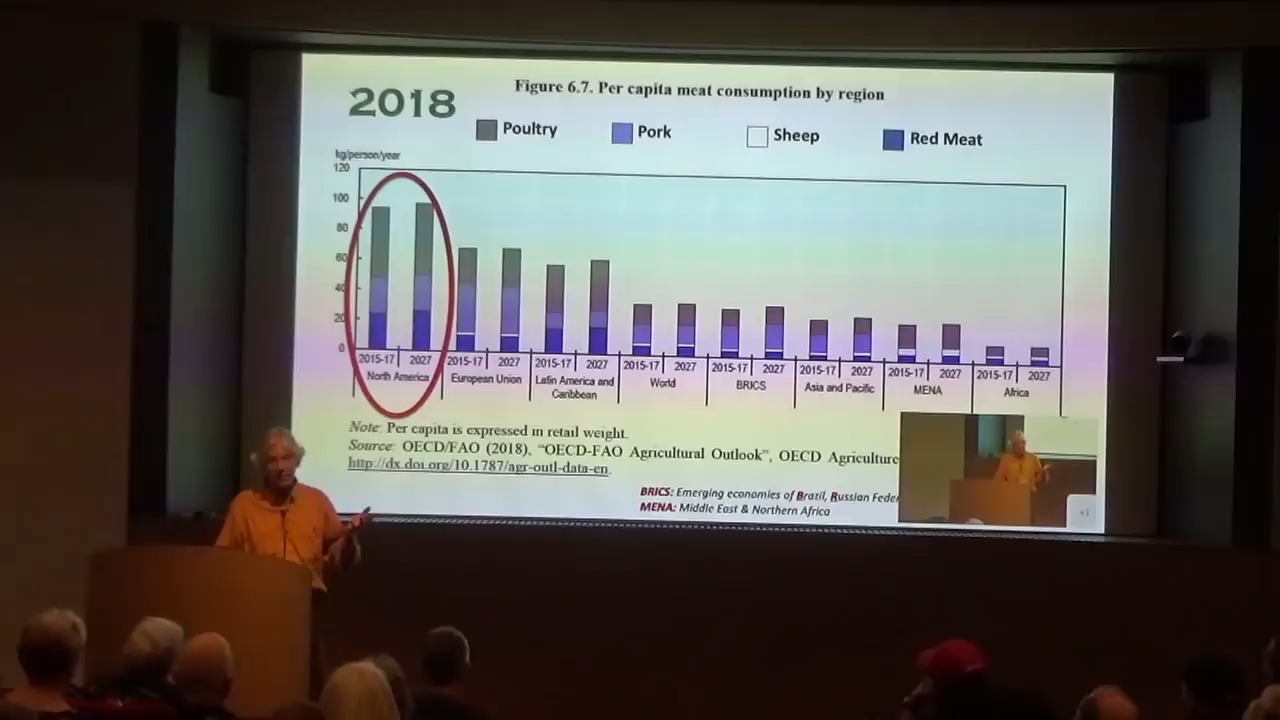 2018
Figure 6.7. Per capita meat consumption by region
Poultry Pork Sheep Red Meat
kg/person/year
120
100
80
60
40
20
0
2015-17 2027 2015-17 2027 2015-17 2027 2015-17 2027 2015-17 2027 2015-17 2027 2015-17 2027 2015-17 2027
North America European Union Latin America and World BRICS Asia and Pacific MENA Africa
Caribbean
Note: Per capita is expressed in retail weight.
Source: OECD/FAO (2018), "OECD-FAO Agricultural Outlook", OECD Agriculture
http://dx.doi.org/10.1787/agr-outl-data-en.
BRICS: Emerging economies of Brazil, Russian Feder
MENA: Middle East & Northern Africa